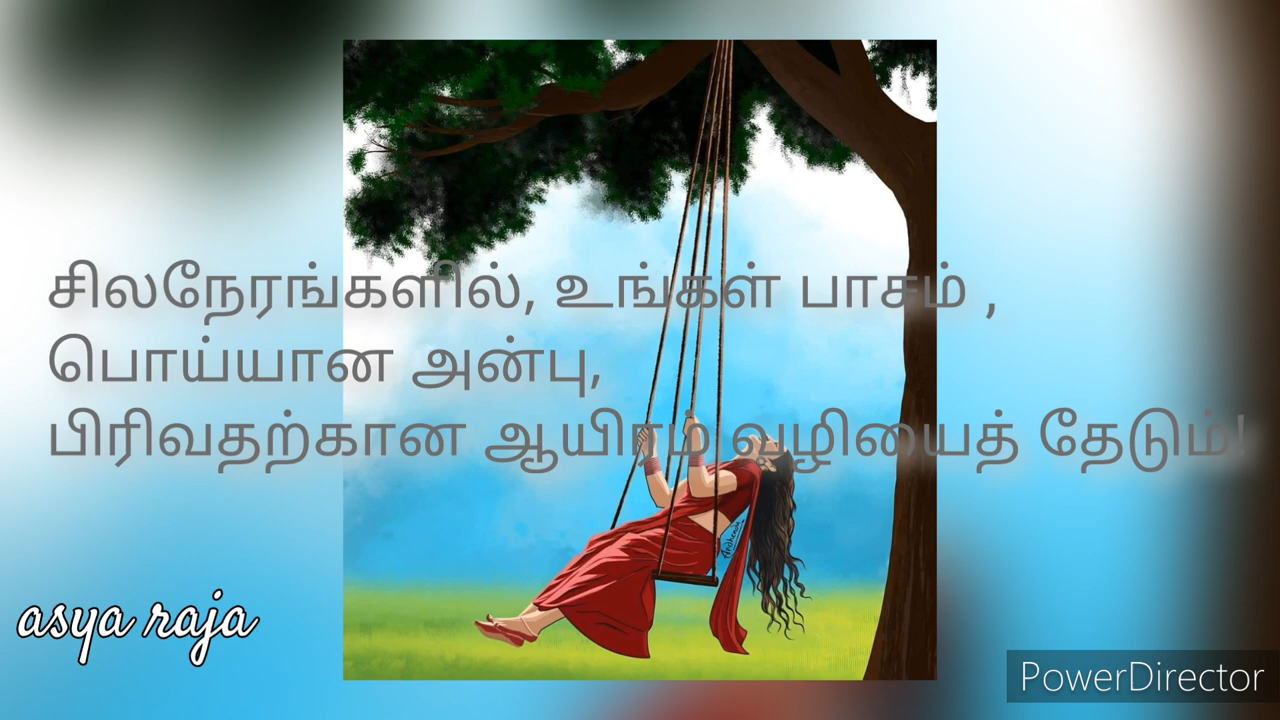 சிலநேரங்களில், உங்கள் பாசம் ,
பொய்யான அன்பு,
பிரிவதற்கான ஆயிரம் வழியைத் தேடும்!
asya raja
PowerDirector